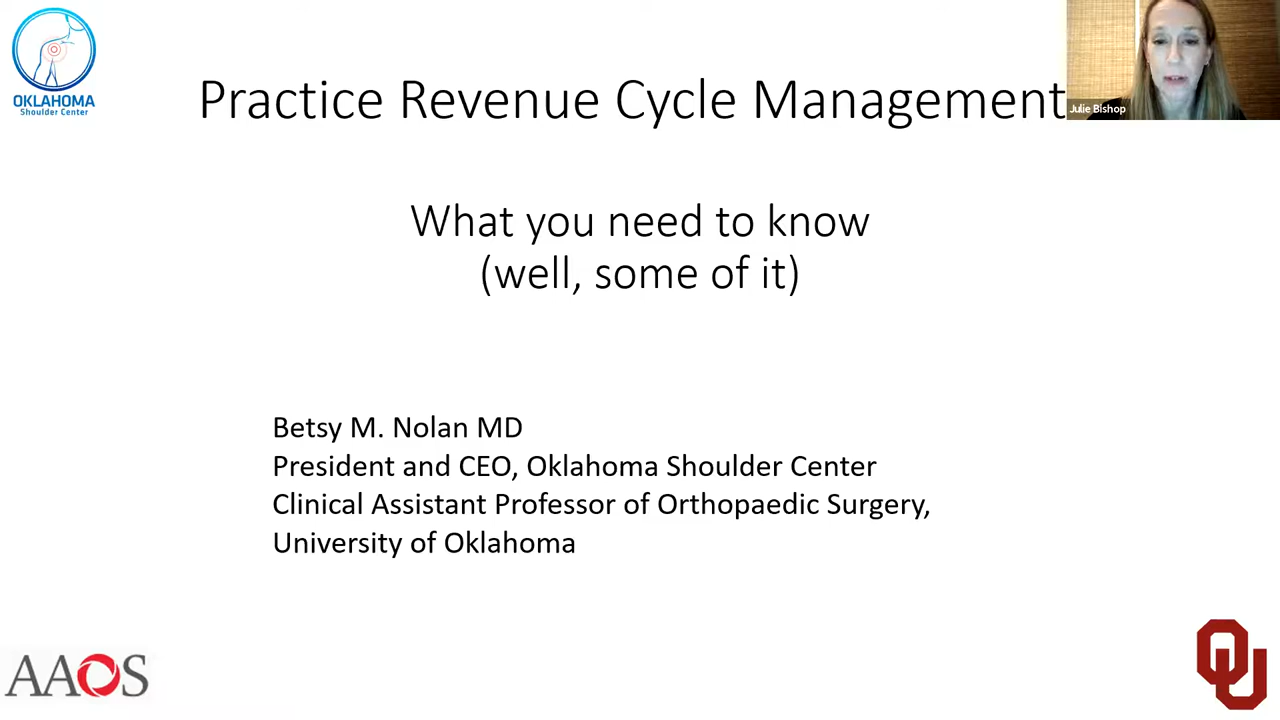 OKLAHOMA
Shoulder Center
Practice Revenue Cycle Management
Julie Bishop
What you need to know
(well, some of it)
Betsy M. Nolan MD
President and CEO, Oklahoma Shoulder Center
Clinical Assistant Professor of Orthopaedic Surgery,
University of Oklahoma
AAOS
OU